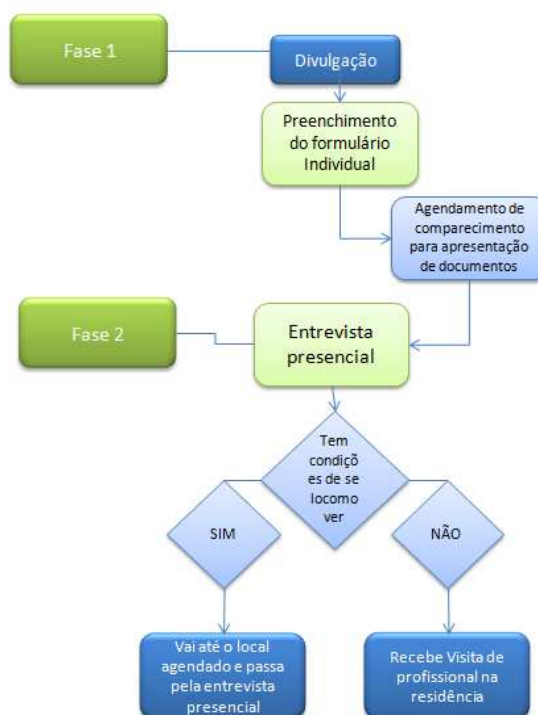 Fase 1
Divulgação
Preenchimento
do formulário
Individual
Agendamento de
comparecimento
para apresentação
de documentos
Fase 2
Entrevista
presencial
Tem
condiçõ
es de se
locomo
ver
SIM
NÃO
Vai até o local
agendado e passa
pela entrevista
presencial
Recebe Visita de
profissional na
residência